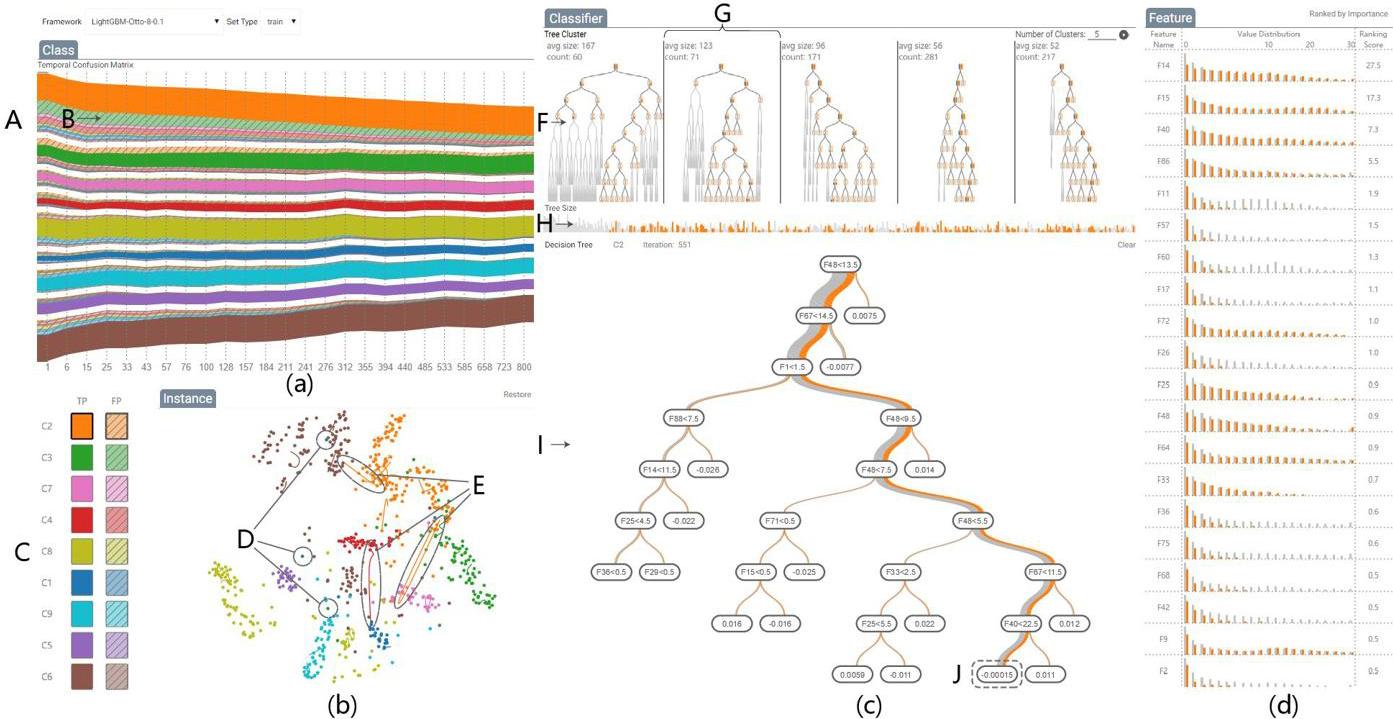 Framework LightGBM-Otto-8-0.1 Set Type train
Class
Temporal Confusion Matrix
A
B
1 6 15 25 33 57 76 100 128 157 184 211 241 276 312 355 394 440 485 533 585 658 723 800
(a)
TP FP
C2
C3
C7
C4
C8
C1
C9
C5
C6
C
Instance
Restore
D
E
(b)
Classifier
G
Tree Cluster
Number of Clusters: 5
avg size: 167
count: 60
avg size: 123
count: 71
avg size: 96
count: 171
avg size: 56
count: 281
avg size: 52
count: 217
F
Tree Size
H
Decision Tree C2 Iteration: 551 Clear
I
F48<13.5
F67<14.5 0.0075
F1<1.5 -0.0077
F88<7.5 F48<9.5
F14<11.5 -0.026 F48<7.5 0.014
F25<4.5 -0.022 F71<0.5 F48<5.5
F36<0.5 F29<0.5 F15<0.5 -0.025 F33<2.5 F67<11.5
0.016 -0.016 F25<5.5 0.022 F40<22.5 0.012
0.0059 -0.011 J -0.00015 0.011
(c)
Feature
Ranked by Importance
Feature Name
Value Distribution
Ranking Score
0 10 20 30
F14 27.5
F15 17.3
F40 7.3
F86 5.5
F11 1.9
F57 1.5
F60 1.3
F17 1.1
F72 1.0
F26 1.0
F25 0.9
F48 0.9
F64 0.9
F33 0.7
F36 0.6
F75 0.6
F68 0.5
F42 0.5
F9 0.5
F2 0.5
(d)